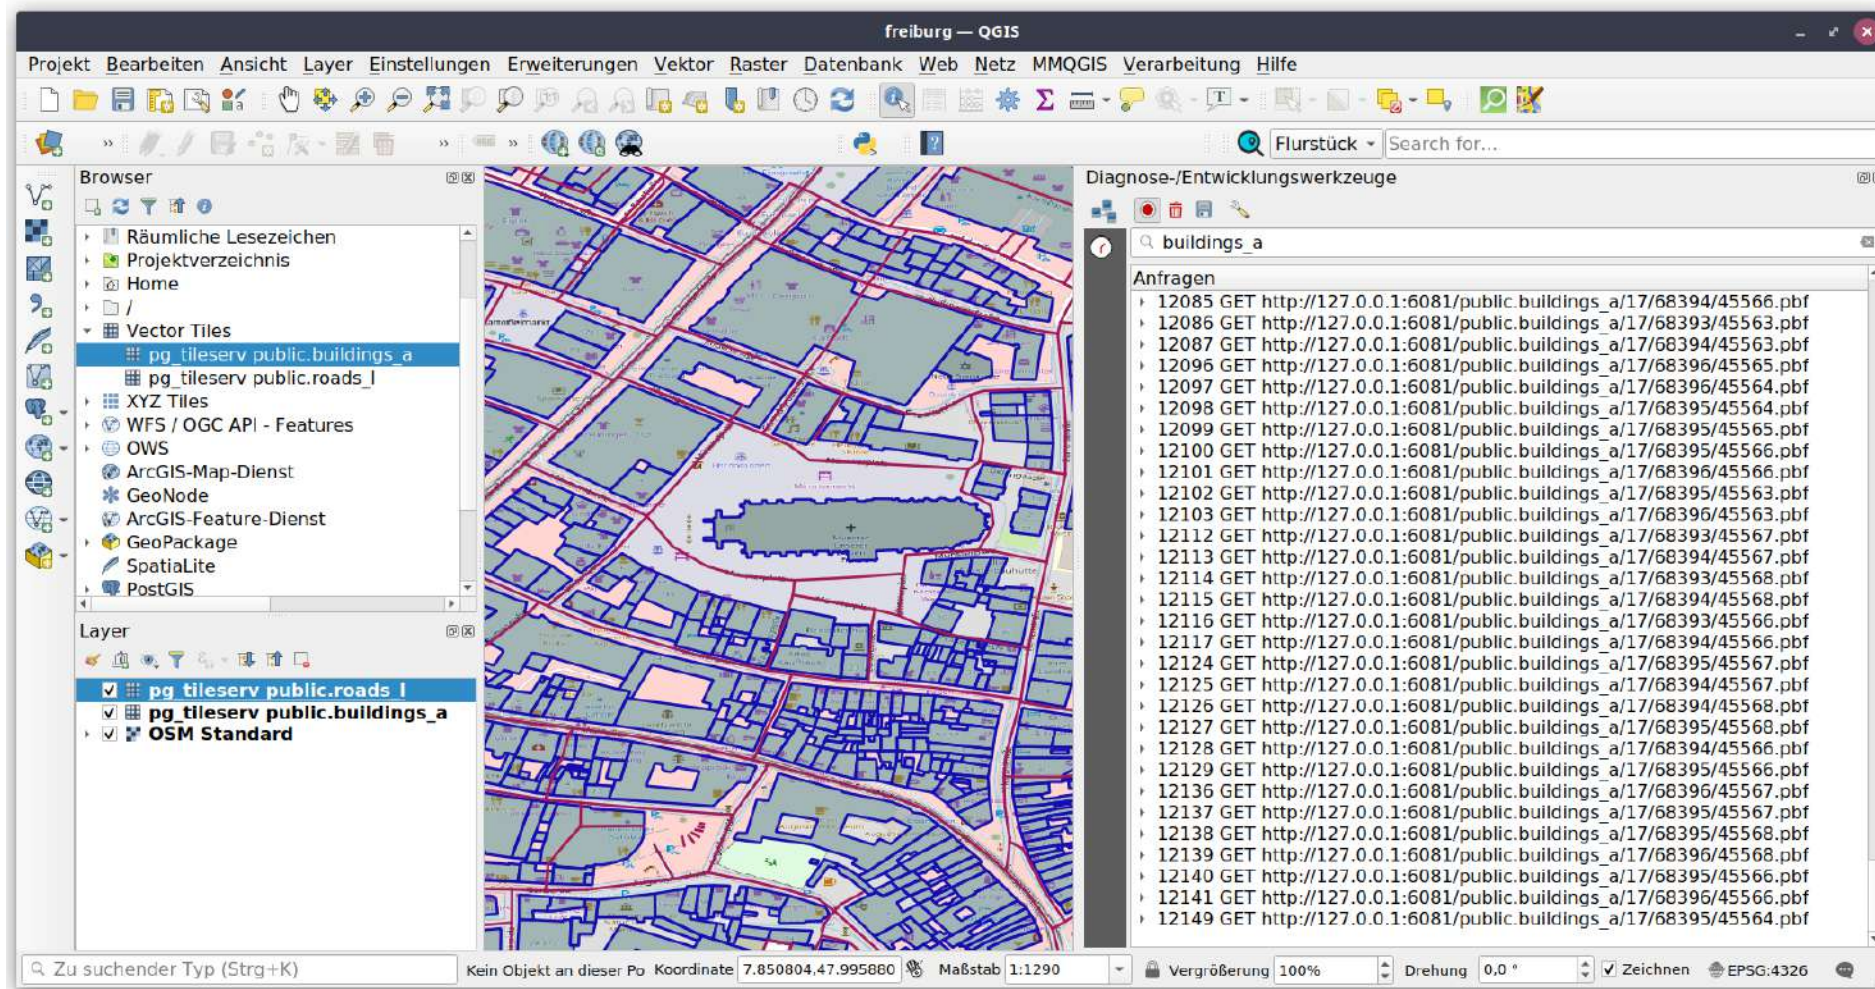 freiburg — QGIS
Projekt Bearbeiten Ansicht Layer Einstellungen Erweiterungen Vektor Raster Datenbank Web Netz MMQGIS Verarbeitung Hilfe
Flurstück Search for...
Browser
Räumliche Lesezeichen
Projektverzeichnis
Home
/
Vector Tiles
pg_tileserv public.buildings_a
pg_tileserv public.roads_l
XYZ Tiles
WFS / OGC API - Features
OWS
ArcGIS-Map-Dienst
GeoNode
ArcGIS-Feature-Dienst
GeoPackage
SpatiaLite
PostGIS
Layer
pg_tileserv public.roads_l
pg_tileserv public.buildings_a
OSM Standard
Diagnose-/Entwicklungswerkzeuge
buildings_a
Anfragen
12085 GET http://127.0.0.1:6081/public.buildings_a/17/68394/45566.pbf
12086 GET http://127.0.0.1:6081/public.buildings_a/17/68393/45563.pbf
12087 GET http://127.0.0.1:6081/public.buildings_a/17/68394/45563.pbf
12096 GET http://127.0.0.1:6081/public.buildings_a/17/68396/45565.pbf
12097 GET http://127.0.0.1:6081/public.buildings_a/17/68396/45564.pbf
12098 GET http://127.0.0.1:6081/public.buildings_a/17/68395/45564.pbf
12099 GET http://127.0.0.1:6081/public.buildings_a/17/68395/45565.pbf
12100 GET http://127.0.0.1:6081/public.buildings_a/17/68395/45566.pbf
12101 GET http://127.0.0.1:6081/public.buildings_a/17/68396/45566.pbf
12102 GET http://127.0.0.1:6081/public.buildings_a/17/68395/45563.pbf
12103 GET http://127.0.0.1:6081/public.buildings_a/17/68396/45563.pbf
12112 GET http://127.0.0.1:6081/public.buildings_a/17/68393/45567.pbf
12113 GET http://127.0.0.1:6081/public.buildings_a/17/68394/45567.pbf
12114 GET http://127.0.0.1:6081/public.buildings_a/17/68393/45568.pbf
12115 GET http://127.0.0.1:6081/public.buildings_a/17/68394/45568.pbf
12116 GET http://127.0.0.1:6081/public.buildings_a/17/68393/45566.pbf
12117 GET http://127.0.0.1:6081/public.buildings_a/17/68394/45566.pbf
12124 GET http://127.0.0.1:6081/public.buildings_a/17/68395/45567.pbf
12125 GET http://127.0.0.1:6081/public.buildings_a/17/68394/45567.pbf
12126 GET http://127.0.0.1:6081/public.buildings_a/17/68394/45568.pbf
12127 GET http://127.0.0.1:6081/public.buildings_a/17/68395/45568.pbf
12128 GET http://127.0.0.1:6081/public.buildings_a/17/68394/45566.pbf
12129 GET http://127.0.0.1:6081/public.buildings_a/17/68395/45566.pbf
12136 GET http://127.0.0.1:6081/public.buildings_a/17/68396/45567.pbf
12137 GET http://127.0.0.1:6081/public.buildings_a/17/68395/45567.pbf
12138 GET http://127.0.0.1:6081/public.buildings_a/17/68395/45568.pbf
12139 GET http://127.0.0.1:6081/public.buildings_a/17/68396/45568.pbf
12140 GET http://127.0.0.1:6081/public.buildings_a/17/68396/45566.pbf
12141 GET http://127.0.0.1:6081/public.buildings_a/17/68395/45566.pbf
12149 GET http://127.0.0.1:6081/public.buildings_a/17/68395/45564.pbf
Zu suchender Typ (Strg+K) Kein Objekt an dieser Po Koordinate 7.850804,47.995880 Maßstab 1:1290 Vergrößerung 100% Drehung 0,0 ° Zeichnen EPSG:4326